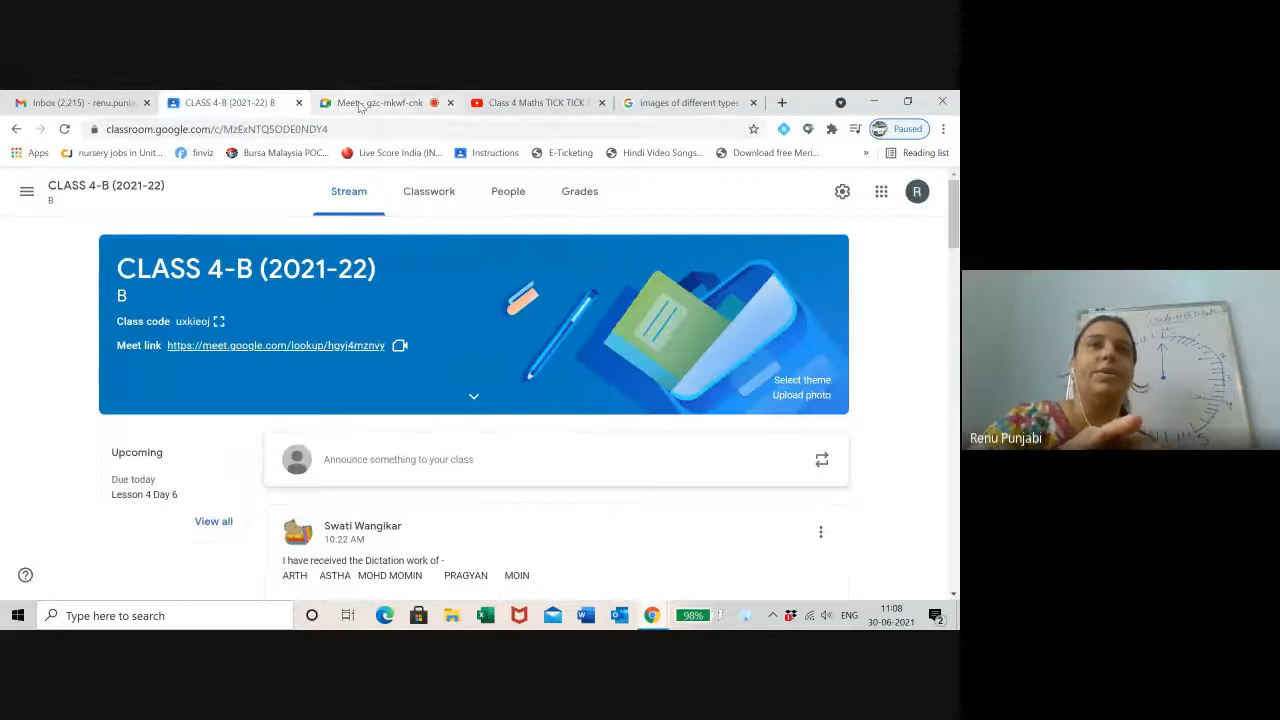 Inbox (2,215) - renu.punja
CLASS 4-B (2021-22) B
Meet - gzc-mkwf-cnk
Class 4 Maths TICK TICK
images of different types
classroom.google.com/c/MzExNTQ5ODE0NDY4
Paused
Apps
nursery jobs in Unit...
finviz
Bursa Malaysia POC...
Live Score India (IN...
Instructions
E-Ticketing
Hindi Video Songs...
Download free Meri...
»
Reading list
CLASS 4-B (2021-22)
B
Stream
Classwork
People
Grades
R
CLASS 4-B (2021-22)
B
Class code uxkieoj
Meet link https://meet.google.com/lookup/hgyj4mznvy
Select theme
Upload photo
Upcoming
Due today
Lesson 4 Day 6
View all
Announce something to your class
Swati Wangikar
10:22 AM
I have received the Dictation work of -
ARTH ASTHA MOHD MOMIN PRAGYAN MOIN
Type here to search
98%
ENG
11:08
30-06-2021
2
Renu Punjabi